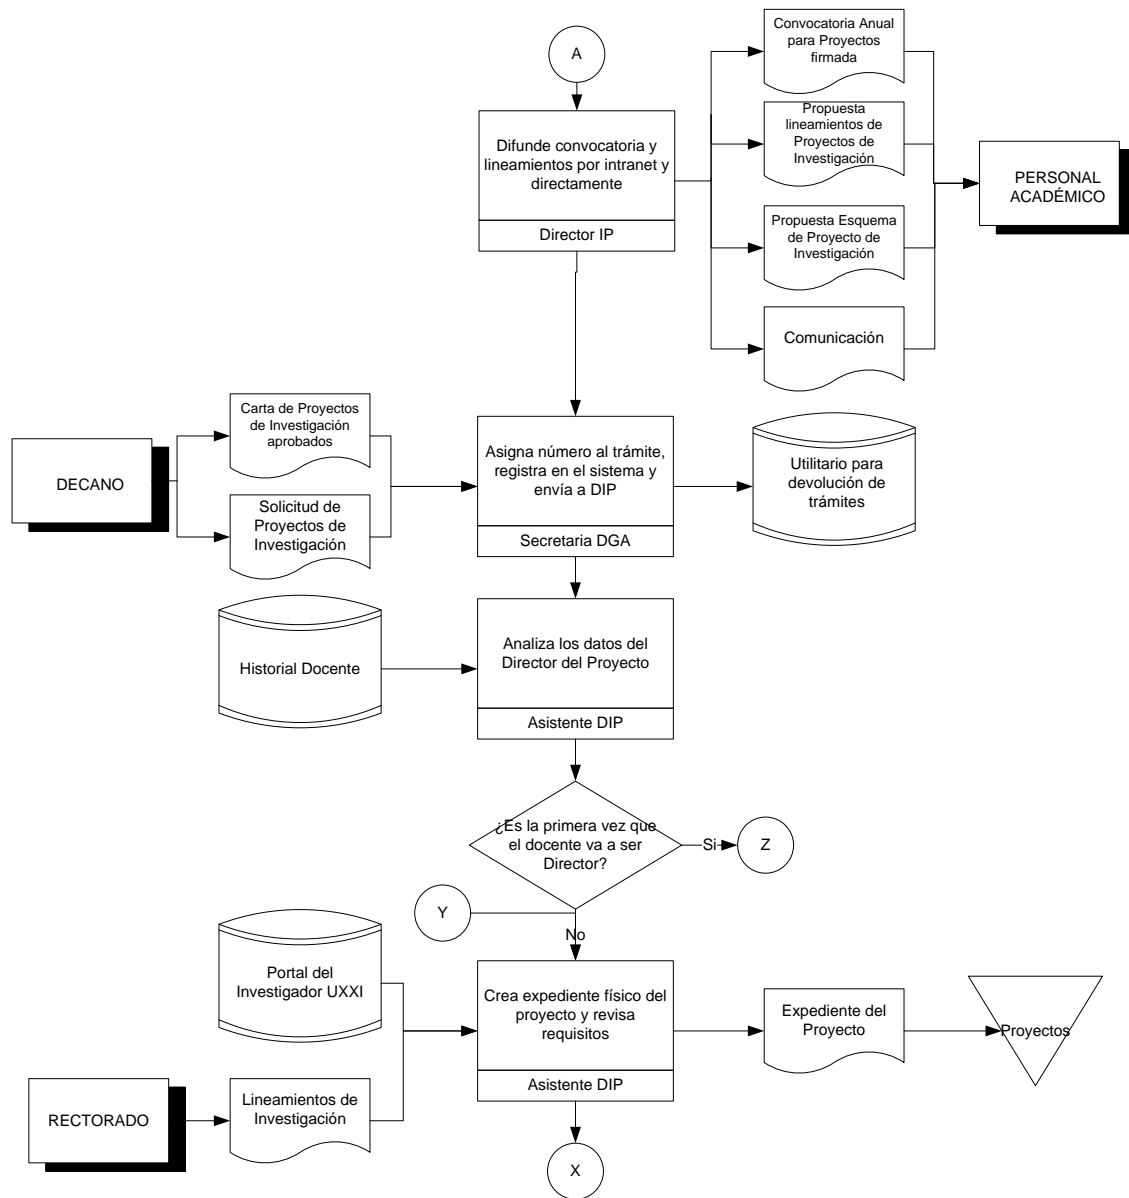 A
Convocatoria Anual
para Proyectos
firmada
Difunde convocatoria y
lineamientos por intranet y
directamente
Director IP
Propuesta
lineamientos de
Proyectos de
Investigación
PERSONAL
ACADÉMICO
Propuesta Esquema
de Proyecto de
Investigación
Comunicación
DECANO
Carta de Proyectos
de Investigación
aprobados
Solicitud de
Proyectos de
Investigación
Asigna número al trámite,
registra en el sistema y
envía a DIP
Secretaria DGA
Utilitario para
devolución de
trámites
Historial Docente
Analiza los datos del
Director del Proyecto
Asistente DIP
¿Es la primera vez que
el docente va a ser
Director?
Si
Z
Y
No
Portal del
Investigador UXXI
Crea expediente físico del
proyecto y revisa
requisitos
Asistente DIP
Expediente del
Proyecto
Proyectos
RECTORADO
Lineamientos de
Investigación
X